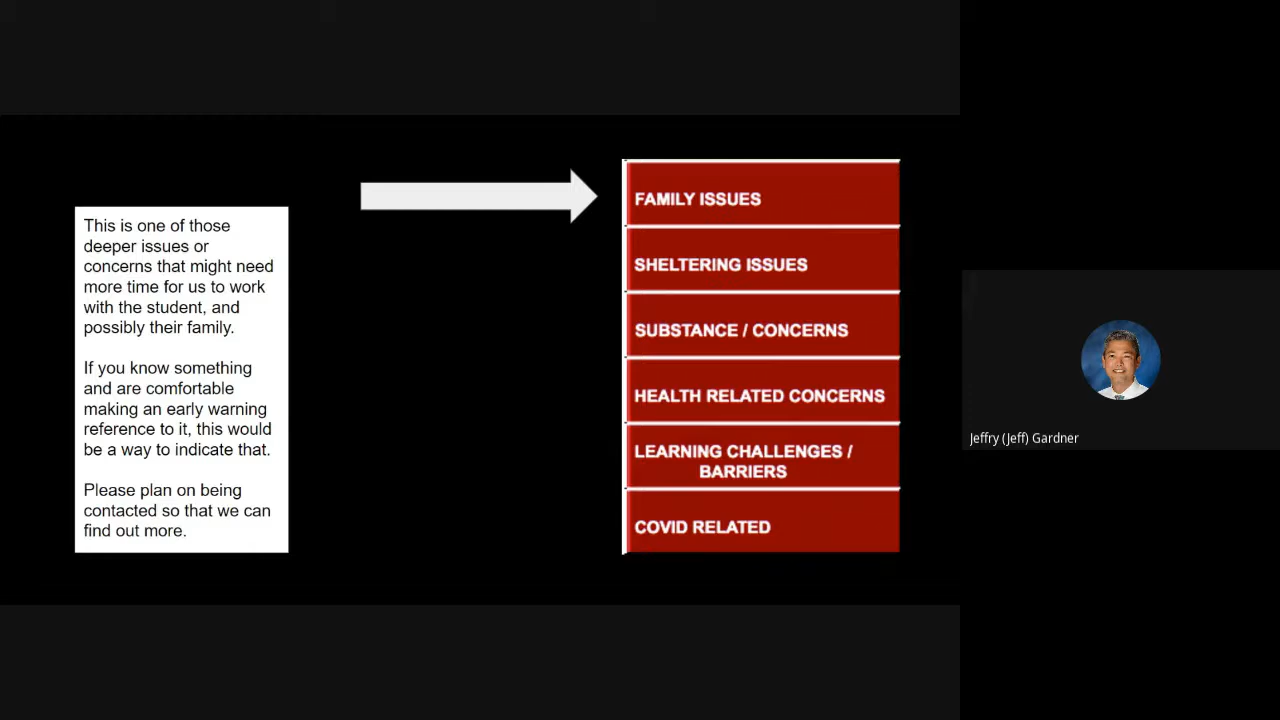 This is one of those
deeper issues or
concerns that might need
more time for us to work
with the student, and
possibly their family.
If you know something
and are comfortable
making an early warning
reference to it, this would
be a way to indicate that.
Please plan on being
contacted so that we can
find out more.
FAMILY ISSUES
SHELTERING ISSUES
SUBSTANCE / CONCERNS
HEALTH RELATED CONCERNS
LEARNING CHALLENGES /
BARRIERS
COVID RELATED
Jeffry (Jeff) Gardner